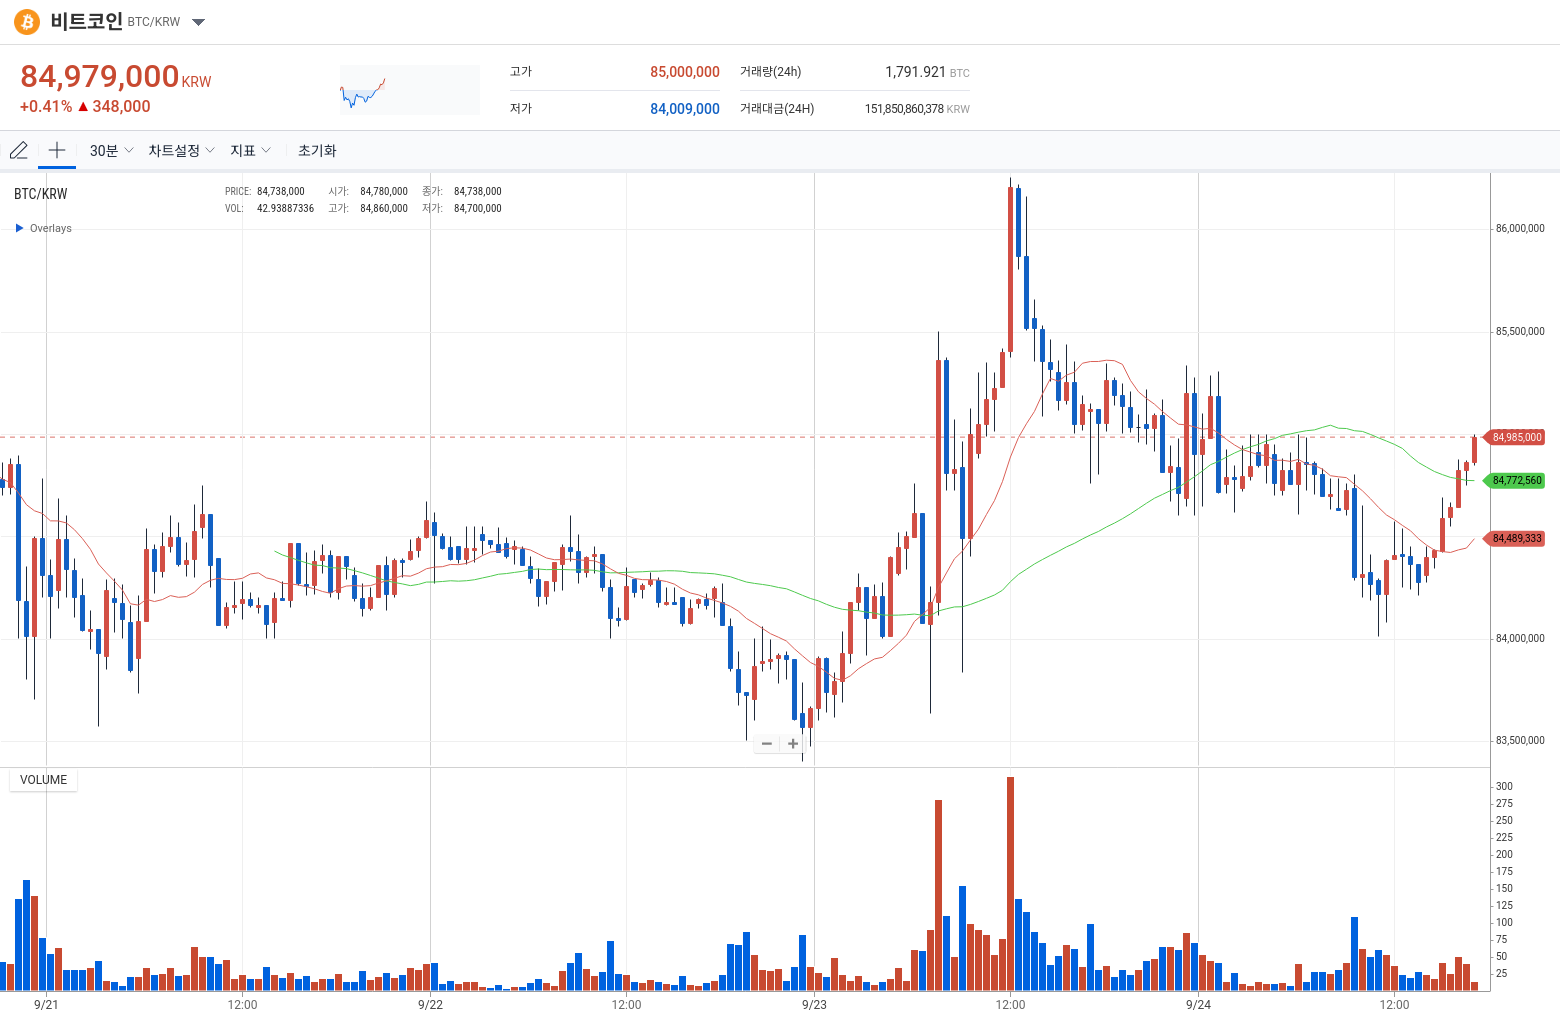 비트코인 BTC/KRW
84,979,000 KRW
+0.41% ▲ 348,000
고가 85,000,000
저가 84,009,000
거래량(24h) 1,791.921 BTC
거래대금(24H) 151,850,860,378 KRW
30분 차트설정 지표 초기화
BTC/KRW
PRICE: 84,738,000 시가: 84,780,000 종가: 84,738,000
VOL: 42.93887336 고가: 84,860,000 저가: 84,700,000
Overlays
86,000,000
85,500,000
84,985,000
84,772,560
84,489,333
84,000,000
83,500,000
VOLUME
300
275
250
225
200
175
150
125
100
75
50
25
9/21 12:00 9/22 12:00 9/23 12:00 9/24 12:00